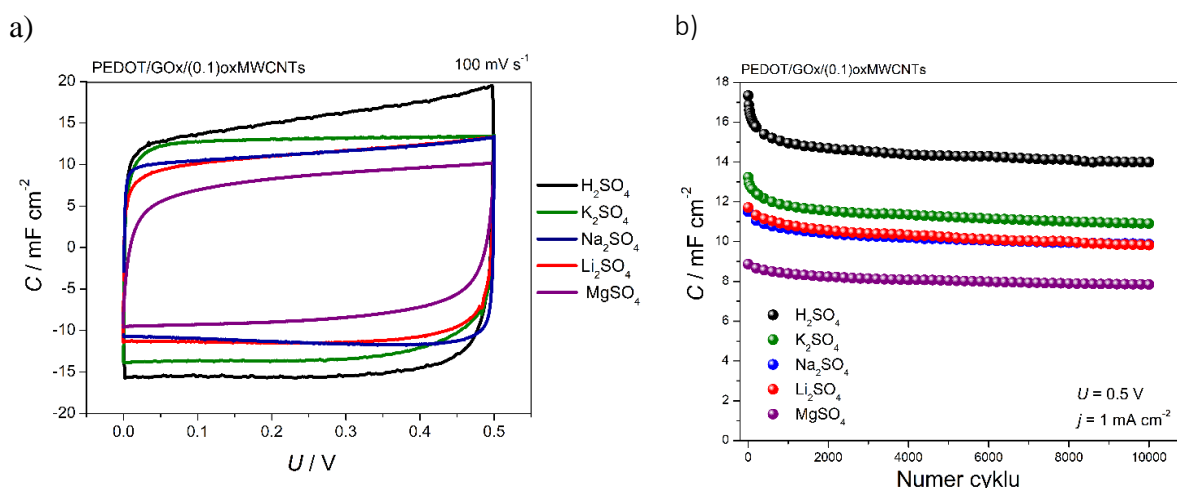 a)
PEDOT/GOx/(0.1)oxMWCNTs 100 mV s⁻¹
20
15
10
5
0
-5
-10
-15
-20
C / mF cm⁻²
0.0 0.1 0.2 0.3 0.4 0.5
U / V
H₂SO₄
K₂SO₄
Na₂SO₄
Li₂SO₄
MgSO₄
b)
PEDOT/GOx/(0.1)oxMWCNTs
18
16
14
12
10
8
6
4
2
0
C / mF cm⁻²
H₂SO₄
K₂SO₄
Na₂SO₄
Li₂SO₄
MgSO₄
U = 0.5 V
j = 1 mA cm⁻²
0 2000 4000 6000 8000 10000
Numer cyklu